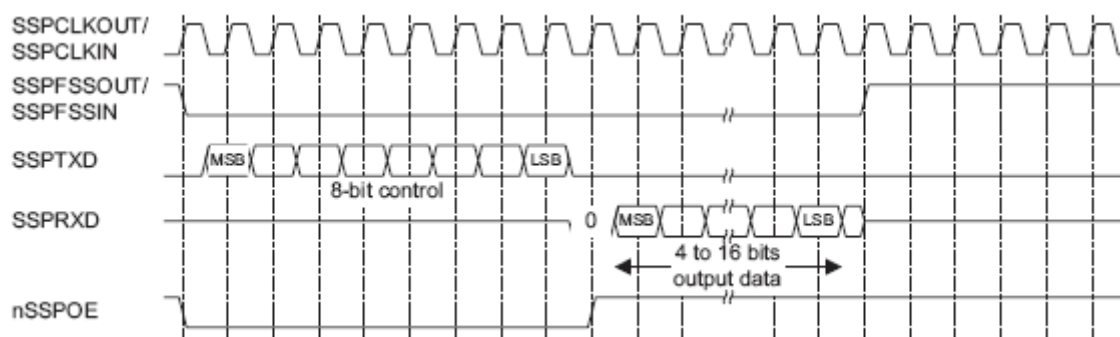 SSPCLKOUT/
SSPCLKIN
SSPFSSOUT/
SSPFSSIN
SSPTXD
MSB
LSB
8-bit control
SSPRXD
0
MSB
LSB
4 to 16 bits
output data
nSSPOE